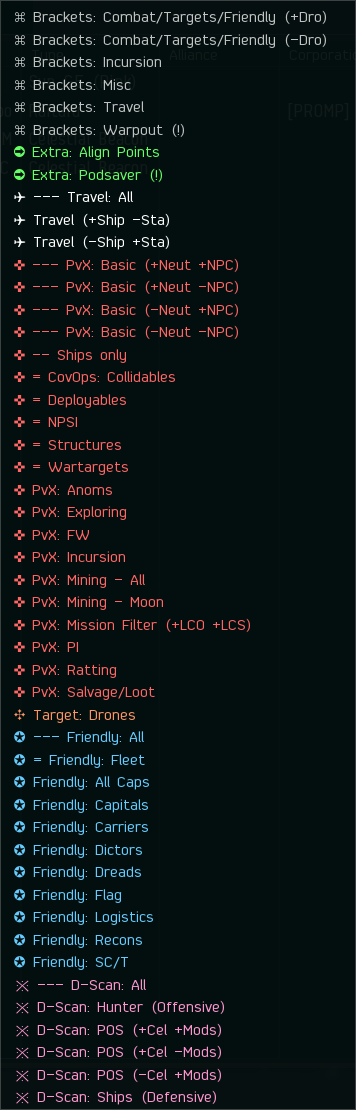 ⌘ Brackets: Combat/Targets/Friendly (+Dro)
⌘ Brackets: Combat/Targets/Friendly (−Dro)
⌘ Brackets: Incursion
⌘ Brackets: Misc
⌘ Brackets: Travel
⌘ Brackets: Warpout (!)
➲ Extra: Align Points
➲ Extra: Podsaver (!)
✈ --- Travel: All
✈ Travel (+Ship −Sta)
✈ Travel (−Ship +Sta)
✜ --- PvX: Basic (+Neut +NPC)
✜ --- PvX: Basic (+Neut −NPC)
✜ --- PvX: Basic (−Neut +NPC)
✜ --- PvX: Basic (−Neut −NPC)
✜ -- Ships only
✜ = CovOps: Collidables
✜ = Deployables
✜ = NPSI
✜ = Structures
✜ = Wartargets
✜ PvX: Anoms
✜ PvX: Exploring
✜ PvX: FW
✜ PvX: Incursion
✜ PvX: Mining - All
✜ PvX: Mining - Moon
✜ PvX: Mission Filter (+LCO +LCS)
✜ PvX: PI
✜ PvX: Ratting
✜ PvX: Salvage/Loot
✣ Target: Drones
✪ --- Friendly: All
✪ = Friendly: Fleet
✪ Friendly: All Caps
✪ Friendly: Capitals
✪ Friendly: Carriers
✪ Friendly: Dictors
✪ Friendly: Dreads
✪ Friendly: Flag
✪ Friendly: Logistics
✪ Friendly: Recons
✪ Friendly: SC/T
※ --- D-Scan: All
※ D-Scan: Hunter (Offensive)
※ D-Scan: POS (+Cel +Mods)
※ D-Scan: POS (+Cel −Mods)
※ D-Scan: POS (−Cel +Mods)
※ D-Scan: Ships (Defensive)
Alliance
[PROMP]